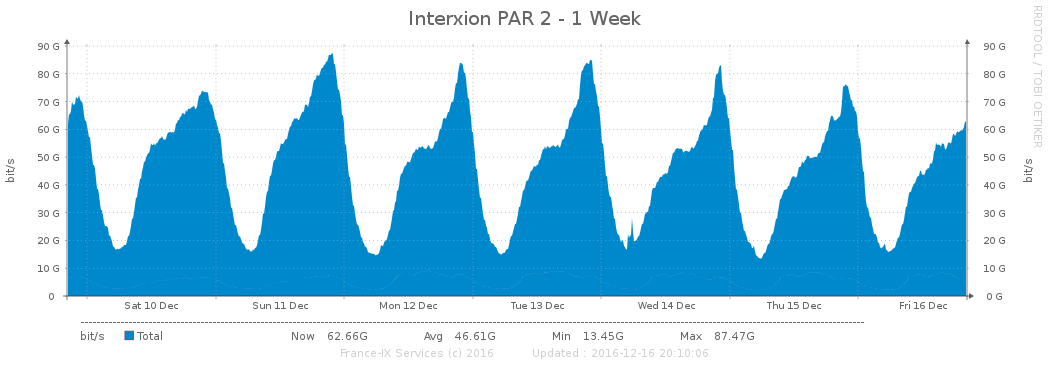 Interxion PAR 2 - 1 Week
RRDTOOL / TOBI OETIKER
90 G 90 G
80 G 80 G
70 G 70 G
60 G 60 G
50 G 50 G
40 G 40 G
30 G 30 G
20 G 20 G
10 G 10 G
0 0 G
bit/s bit/s
Sat 10 Dec Sun 11 Dec Mon 12 Dec Tue 13 Dec Wed 14 Dec Thu 15 Dec Fri 16 Dec
bit/s Total Now 62.66G Avg 46.61G Min 13.45G Max 87.47G
France-IX Services (c) 2016 Updated : 2016-12-16 20:10:06